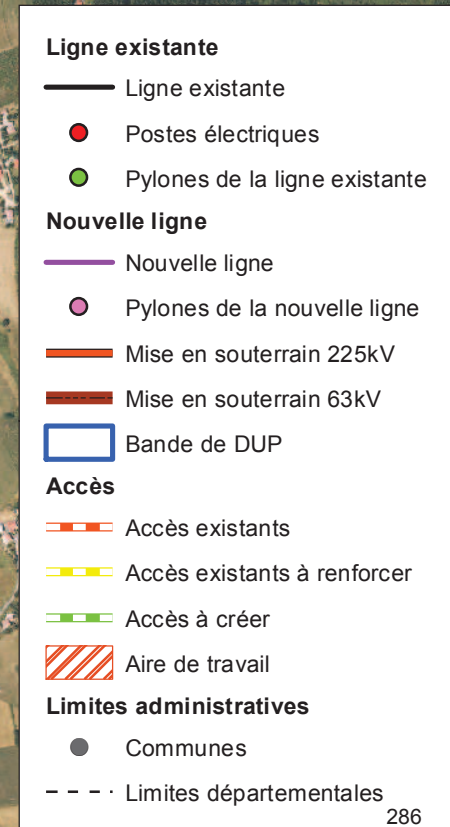 Ligne existante
Ligne existante
Postes électriques
Pylones de la ligne existante
Nouvelle ligne
Nouvelle ligne
Pylones de la nouvelle ligne
Mise en souterrain 225kV
Mise en souterrain 63kV
Bande de DUP
Accès
Accès existants
Accès existants à renforcer
Accès à créer
Aire de travail
Limites administratives
Communes
Limites départementales
286